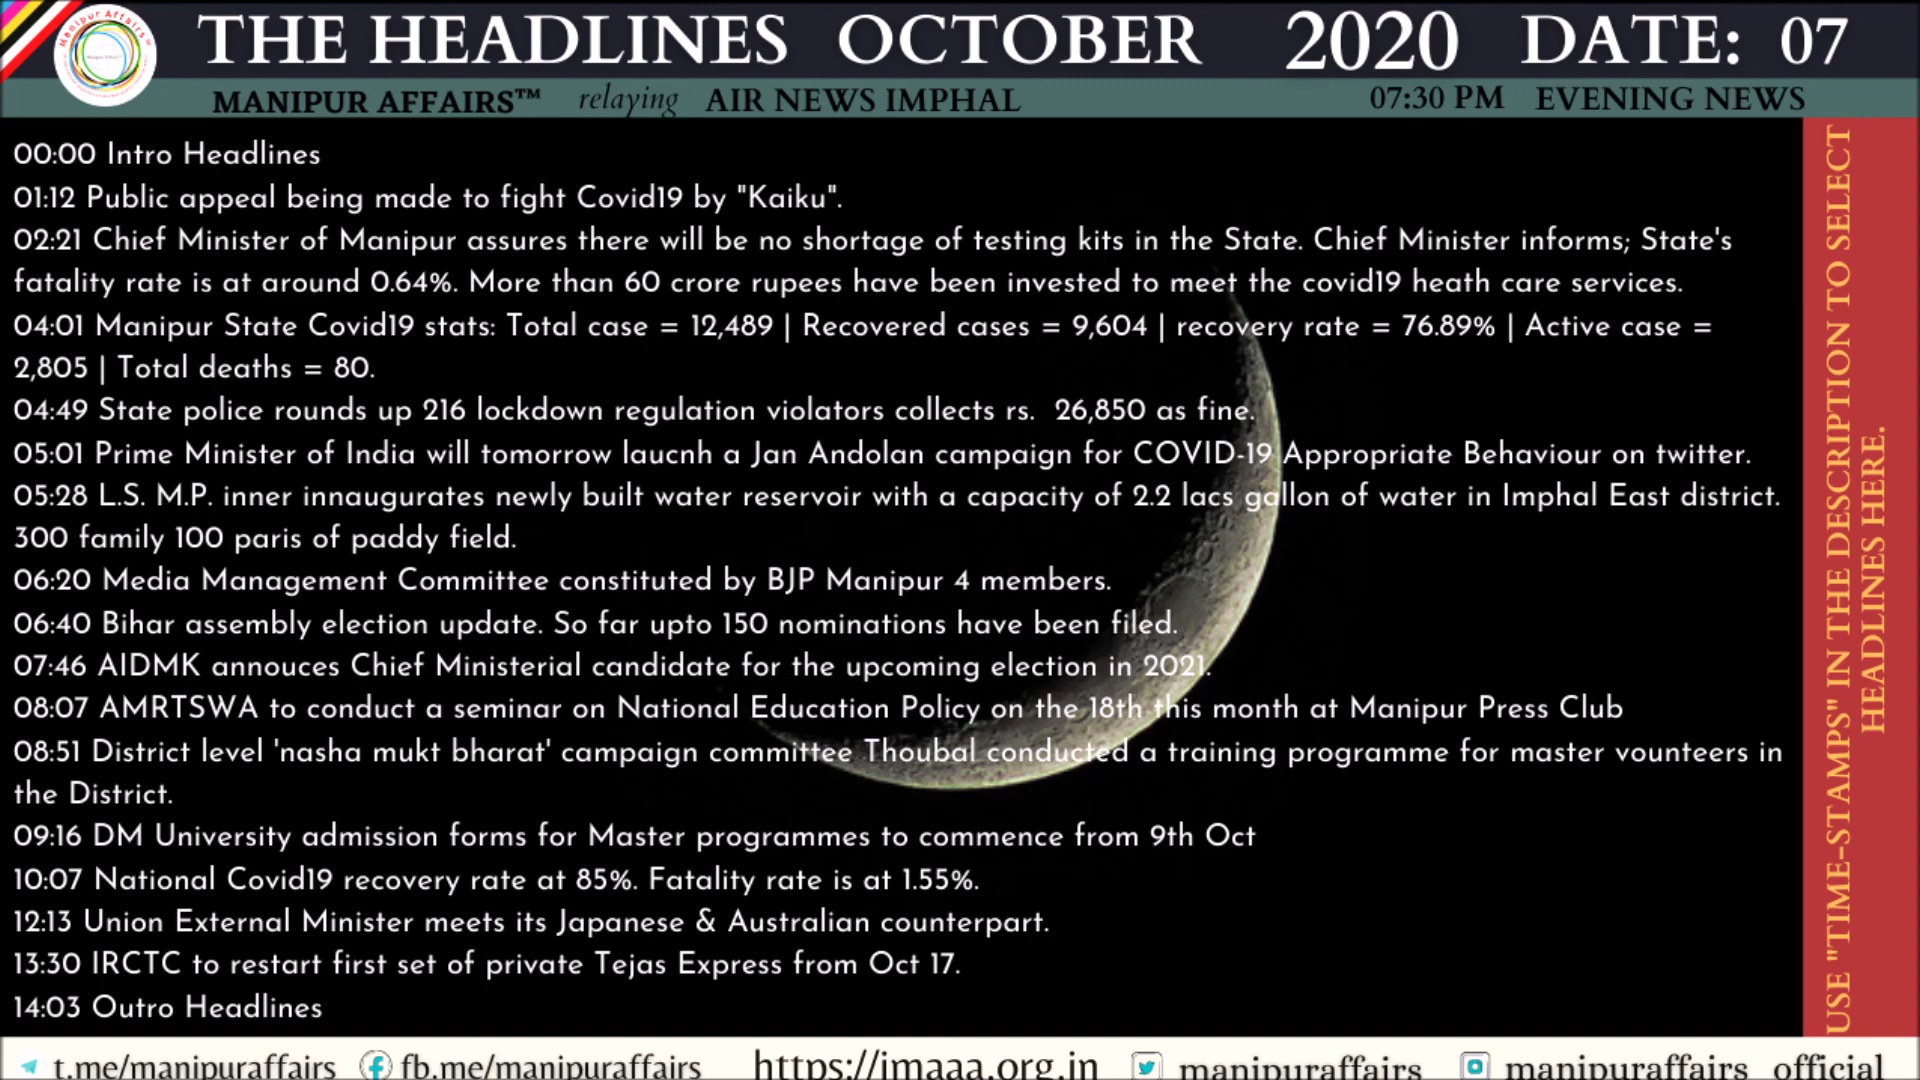 Manipur Affairs
THE HEADLINES OCTOBER 2020 DATE: 07
MANIPUR AFFAIRS™ relaying AIR NEWS IMPHAL 07:30 PM EVENING NEWS
00:00 Intro Headlines
01:12 Public appeal being made to fight Covid19 by "Kaiku".
02:21 Chief Minister of Manipur assures there will be no shortage of testing kits in the State. Chief Minister informs; State's
fatality rate is at around 0.64%. More than 60 crore rupees have been invested to meet the covid19 heath care services.
04:01 Manipur State Covid19 stats: Total case = 12,489 | Recovered cases = 9,604 | recovery rate = 76.89% | Active case =
2,805 | Total deaths = 80.
04:49 State police rounds up 216 lockdown regulation violators collects rs. 26,850 as fine.
05:01 Prime Minister of India will tomorrow laucnh a Jan Andolan campaign for COVID-19 Appropriate Behaviour on twitter.
05:28 L.S. M.P. inner innaugurates newly built water reservoir with a capacity of 2.2 lacs gallon of water in Imphal East district.
300 family 100 paris of paddy field.
06:20 Media Management Committee constituted by BJP Manipur 4 members.
06:40 Bihar assembly election update. So far upto 150 nominations have been filed.
07:46 AIDMK annouces Chief Ministerial candidate for the upcoming election in 2021.
08:07 AMRTSWA to conduct a seminar on National Education Policy on the 18th this month at Manipur Press Club
08:51 District level 'nasha mukt bharat' campaign committee Thoubal conducted a training programme for master vounteers in
the District.
09:16 DM University admission forms for Master programmes to commence from 9th Oct
10:07 National Covid19 recovery rate at 85%. Fatality rate is at 1.55%.
12:13 Union External Minister meets its Japanese & Australian counterpart.
13:30 IRCTC to restart first set of private Tejas Express from Oct 17.
14:03 Outro Headlines
USE "TIME-STAMPS" IN THE DESCRIPTION TO SELECT
HEADLINES HERE.
t.me/manipuraffairs fb.me/manipuraffairs https://imaaa.org.in manipuraffairs manipuraffairs_official